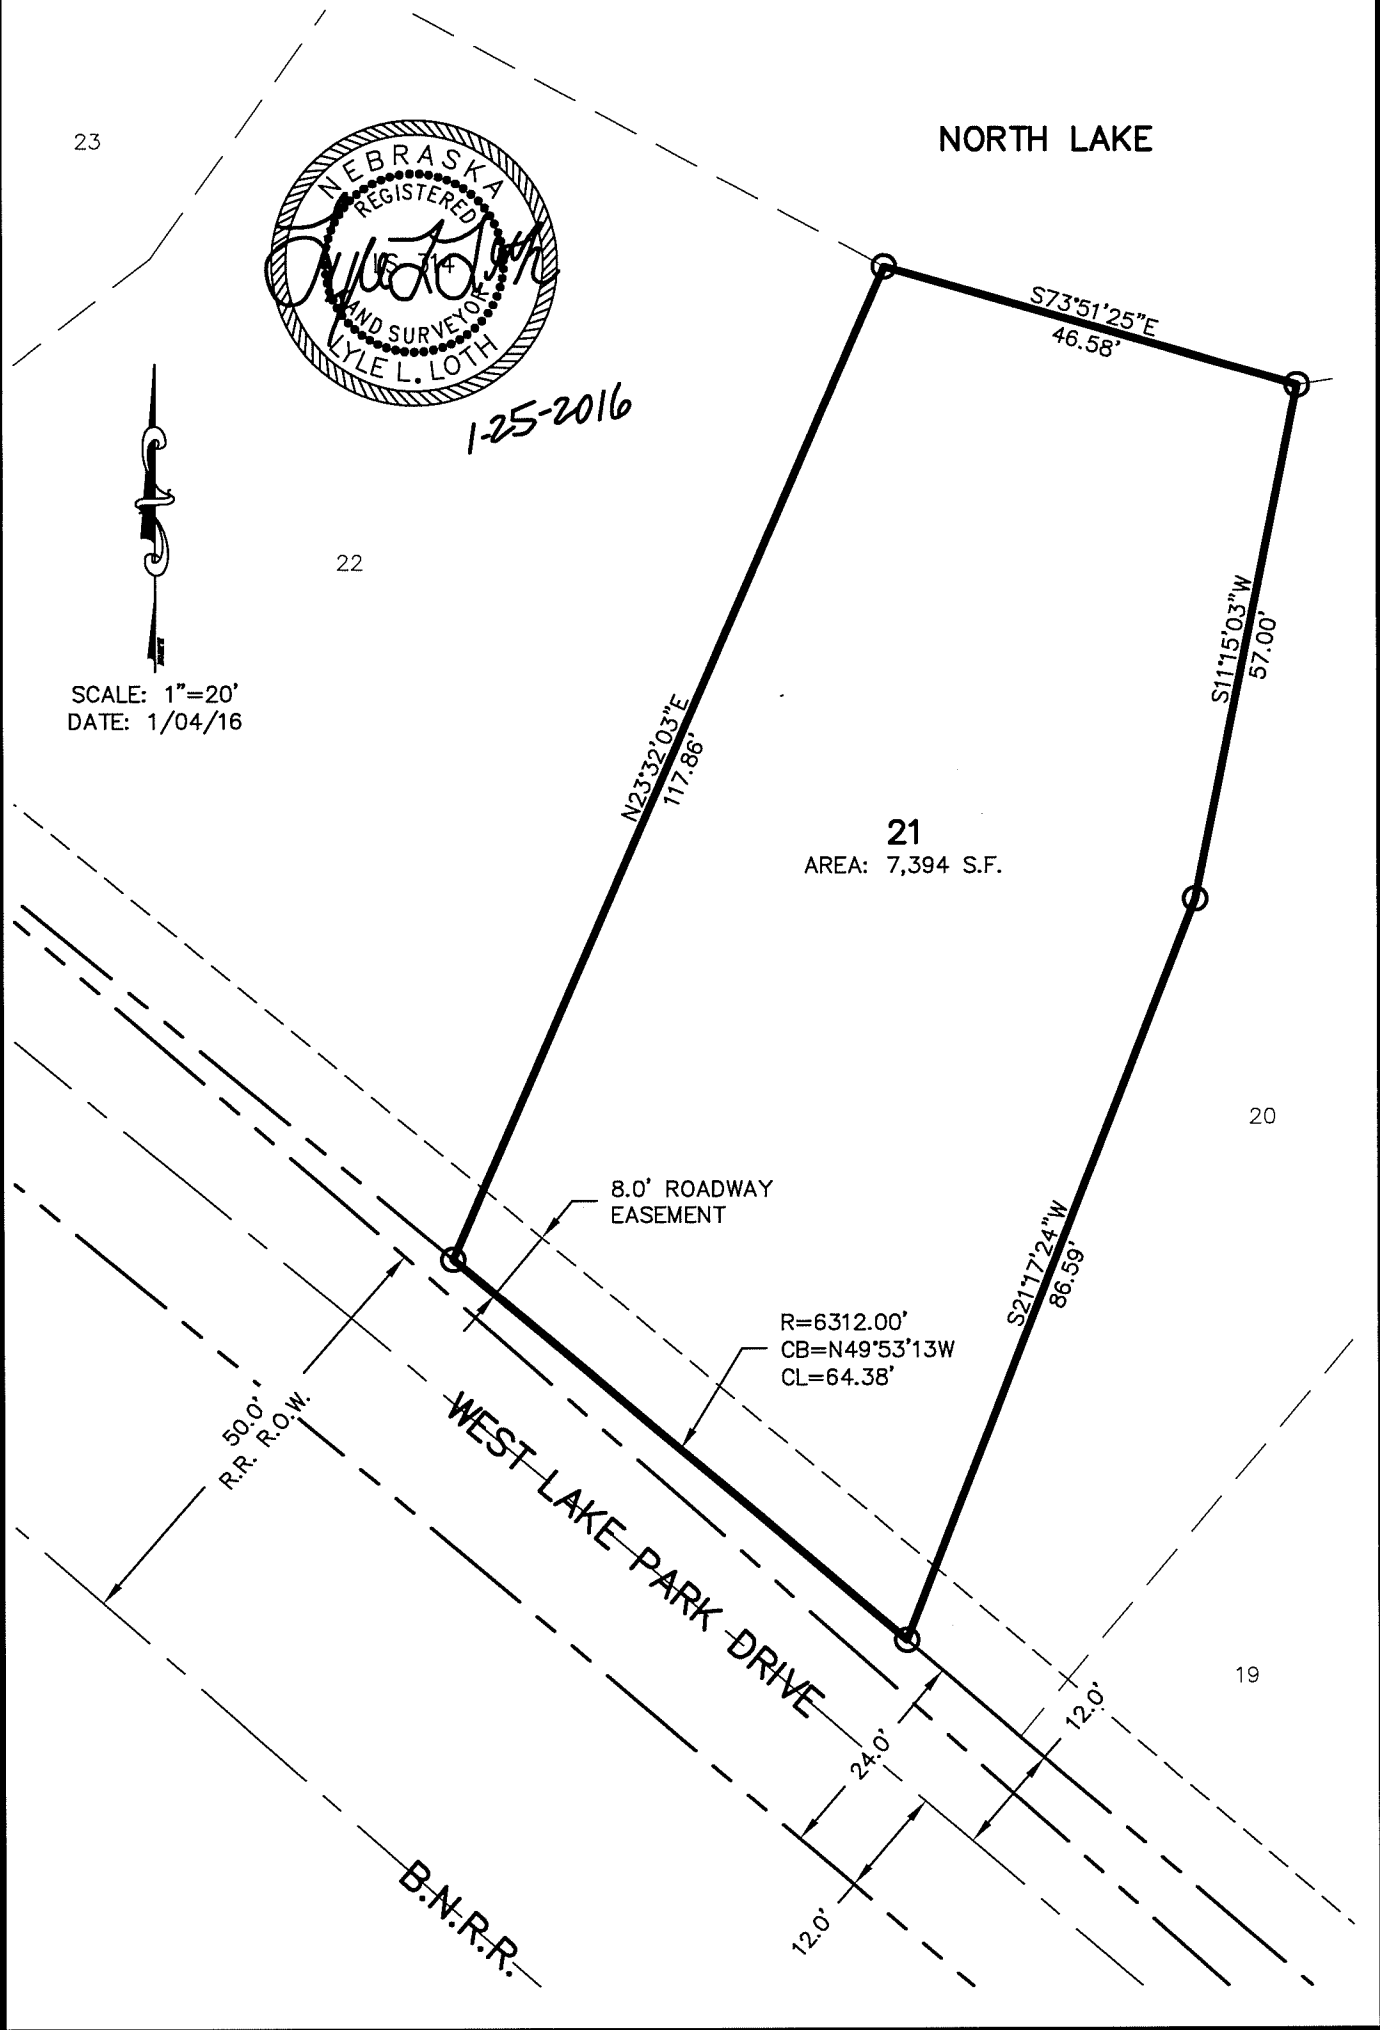 23
NORTH LAKE
NEBRASKA
REGISTERED
LS-314
LAND SURVEYOR
LYLE L. LOTH
1-25-2016
S73°51'25"E
46.58'
22
SCALE: 1"=20'
DATE: 1/04/16
S11°15'03"W
57.00'
N23°32'03"E
117.86'
21
AREA: 7,394 S.F.
20
8.0' ROADWAY
EASEMENT
S21°17'24"W
86.59'
R=6312.00'
CB=N49°53'13W
CL=64.38'
50.0'
R.R. R.O.W.
WEST LAKE PARK DRIVE
19
12.0'
24.0'
12.0'
B.N.R.R.